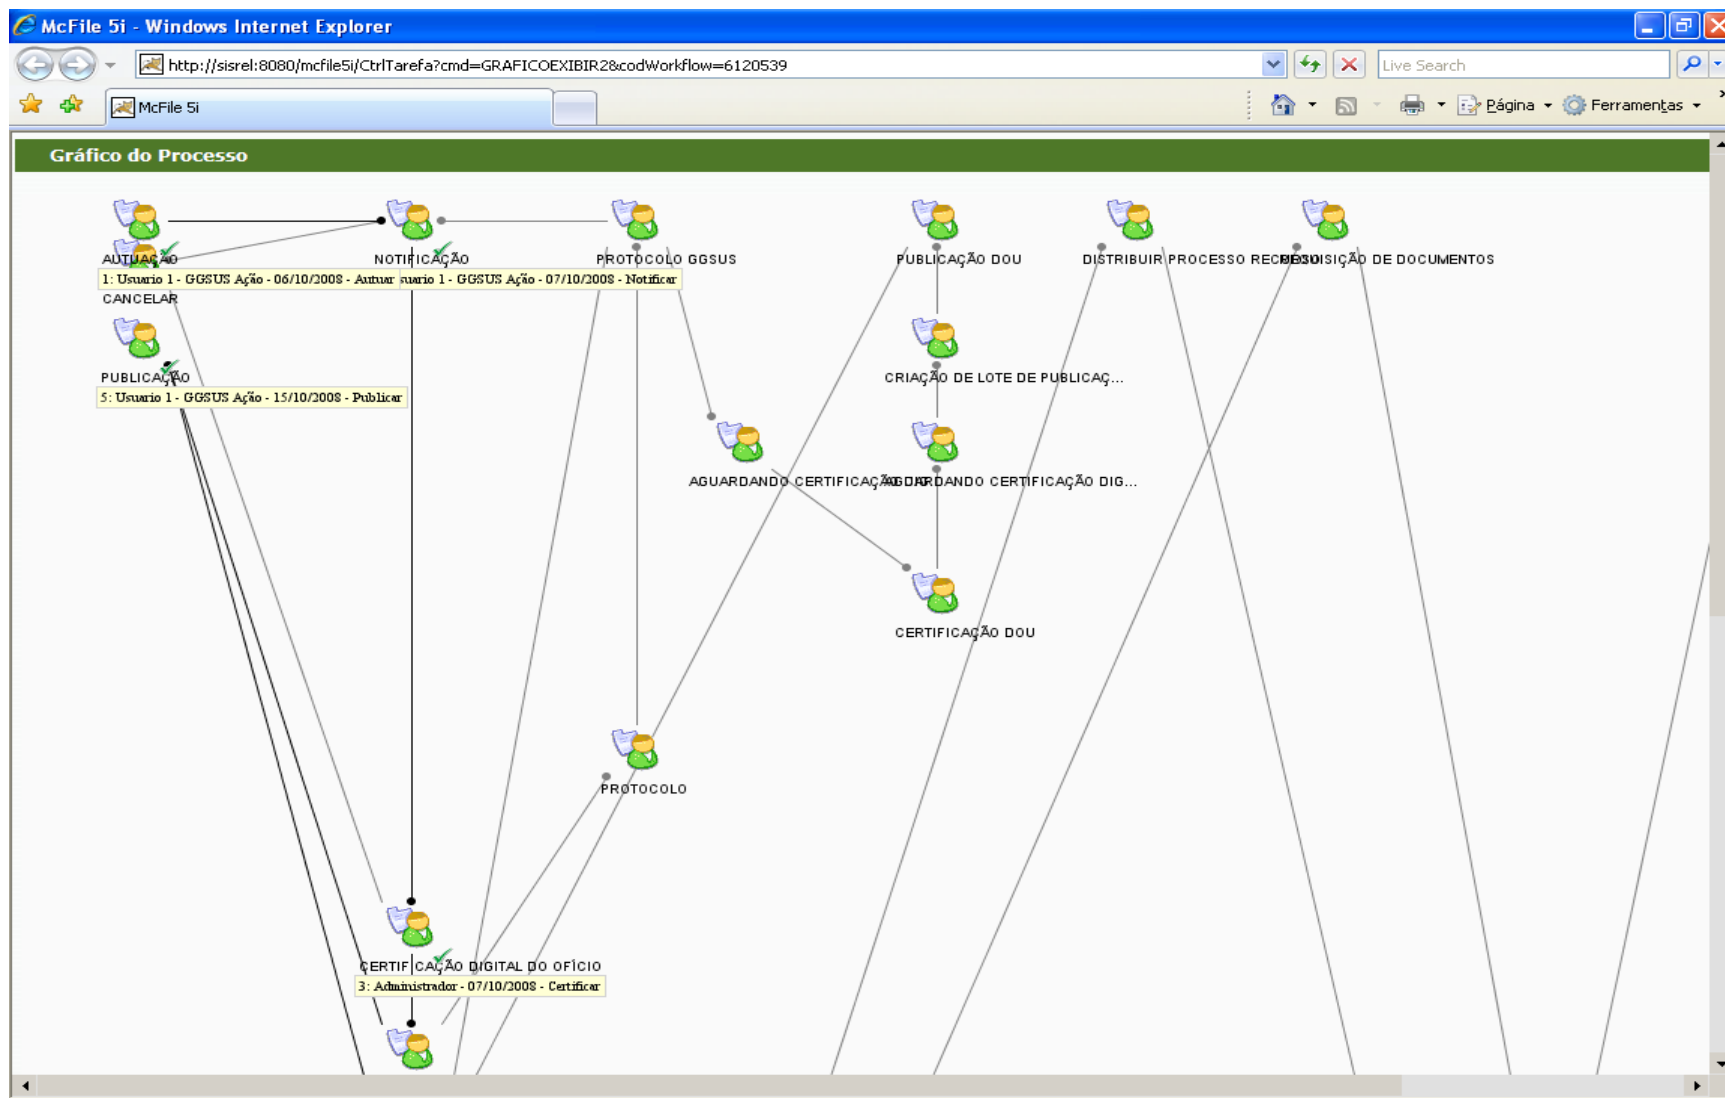 McFile 5i - Windows Internet Explorer
http://sisrel:8080/mcfile5i/CtrlTarefa?cmd=GRAFICOEXIBIR2&codWorkflow=6120539
Live Search
McFile 5i
Página
Ferramentas
Gráfico do Processo
AUTUAÇÃO
NOTIFICAÇÃO
PROTOCOLO GGSUS
PUBLICAÇÃO DOU
DISTRIBUIR PROCESSO RECURSO
REQUISIÇÃO DE DOCUMENTOS
1: Usuario 1 - GGSUS Ação - 06/10/2008 - Autuar
suario 1 - GGSUS Ação - 07/10/2008 - Notificar
CANCELAR
PUBLICAÇÃO
CRIAÇÃO DE LOTE DE PUBLICAÇ...
5: Usuario 1 - GGSUS Ação - 15/10/2008 - Publicar
AGUARDANDO CERTIFICAÇÃO
AGUARDANDO CERTIFICAÇÃO DIG...
CERTIFICAÇÃO DOU
PROTOCOLO
CERTIFICAÇÃO DIGITAL DO OFÍCIO
3: Administrador - 07/10/2008 - Certificar